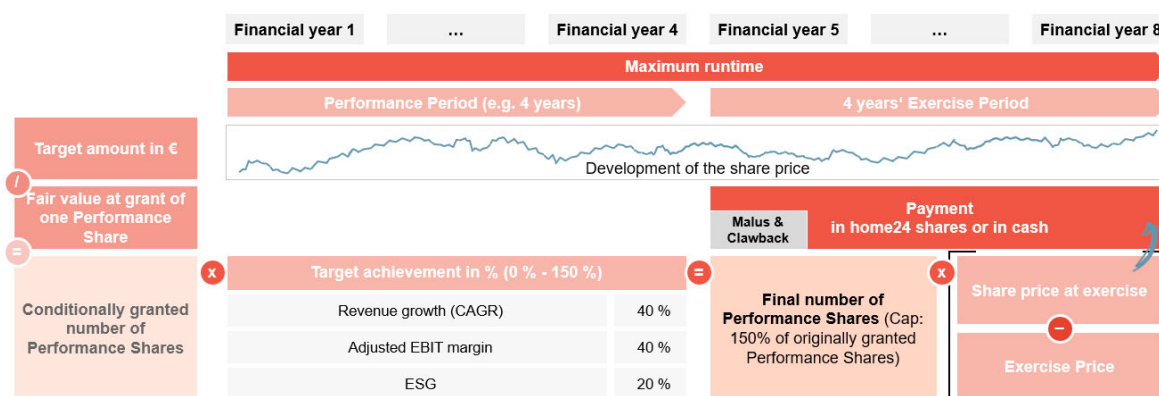 Financial year 1
...
Financial year 4
Financial year 5
...
Financial year 8
Maximum runtime
Performance Period (e.g. 4 years)
4 years‘ Exercise Period
Development of the share price
Target amount in €
/
Fair value at grant of
one Performance
Share
=
Conditionally granted
number of
Performance Shares
x
Target achievement in % (0 % - 150 %)
Revenue growth (CAGR)
40 %
Adjusted EBIT margin
40 %
ESG
20 %
=
Malus &
Clawback
Payment
in home24 shares or in cash
Final number of
Performance Shares (Cap:
150% of originally granted
Performance Shares)
x
Share price at exercise
–
Exercise Price